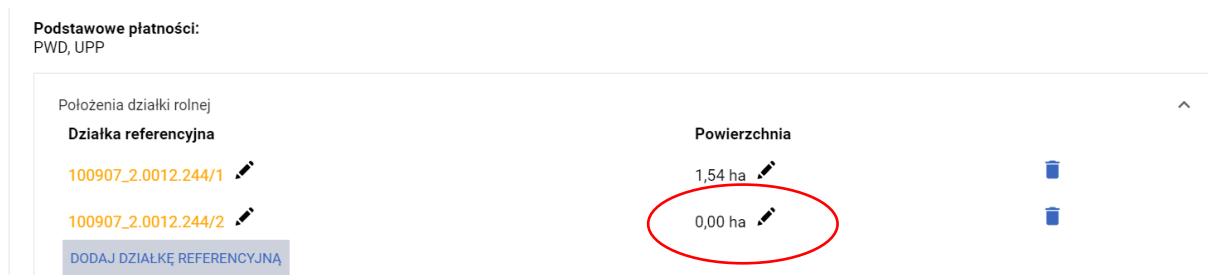 Podstawowe płatności:
PWD, UPP
Położenia działki rolnej
Działka referencyjna Powierzchnia
100907_2.0012.244/1 1,54 ha
100907_2.0012.244/2 0,00 ha
DODAJ DZIAŁKĘ REFERENCYJNĄ